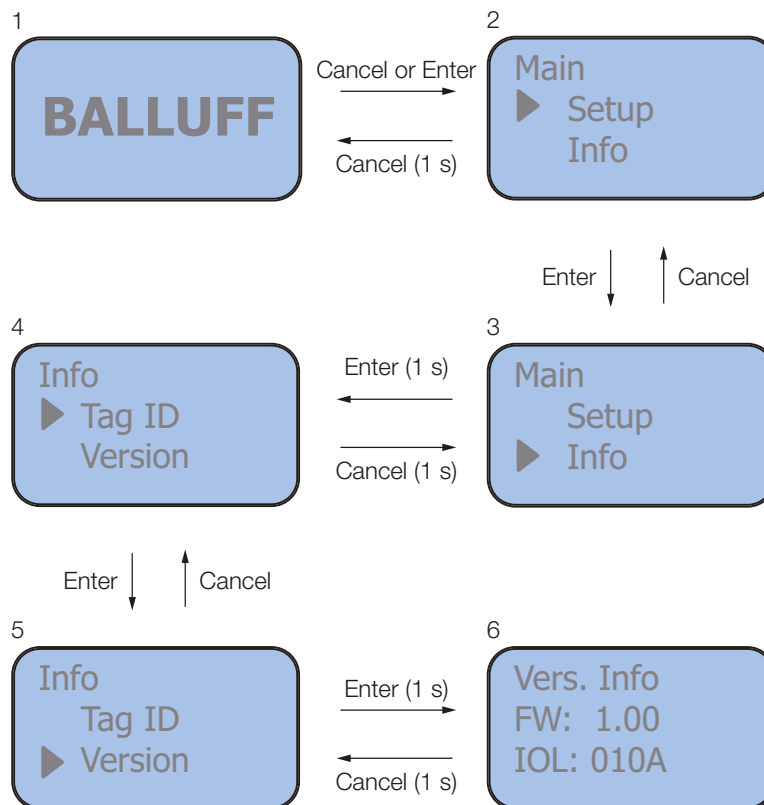 1
BALLUFF
Cancel or Enter
Cancel (1 s)
2
Main
Setup
Info
Enter
Cancel
4
Info
Tag ID
Version
Enter (1 s)
Cancel (1 s)
3
Main
Setup
Info
Enter
Cancel
5
Info
Tag ID
Version
Enter (1 s)
Cancel (1 s)
6
Vers. Info
FW: 1.00
IOL: 010A